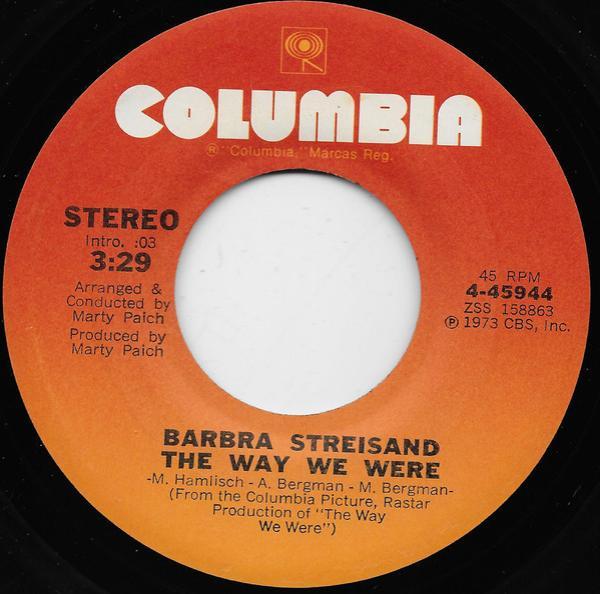 COLUMBIA
® "Columbia," Marcas Reg.
STEREO
Intro. :03
3:29
Arranged &
Conducted by
Marty Paich
Produced by
Marty Paich
45 RPM
4-45944
ZSS 158863
℗ 1973 CBS, Inc.
BARBRA STREISAND
THE WAY WE WERE
-M. Hamlisch - A. Bergman - M. Bergman-
(From the Columbia Picture, Rastar
Production of "The Way
We Were")